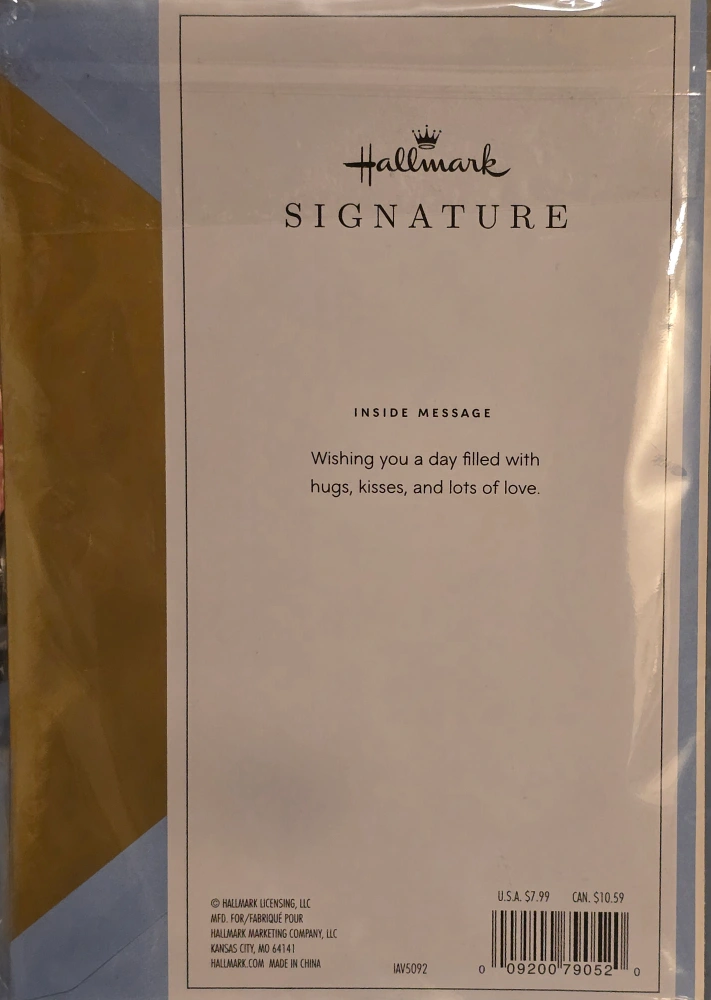 Hallmark
SIGNATURE
INSIDE MESSAGE
Wishing you a day filled with
hugs, kisses, and lots of love.
© HALLMARK LICENSING, LLC
MFD. FOR/FABRIQUÉ POUR
HALLMARK MARKETING COMPANY, LLC
KANSAS CITY, MO 64141
HALLMARK.COM MADE IN CHINA
IAV5092
U.S.A. $7.99 CAN. $10.59
0 09200 79052 0